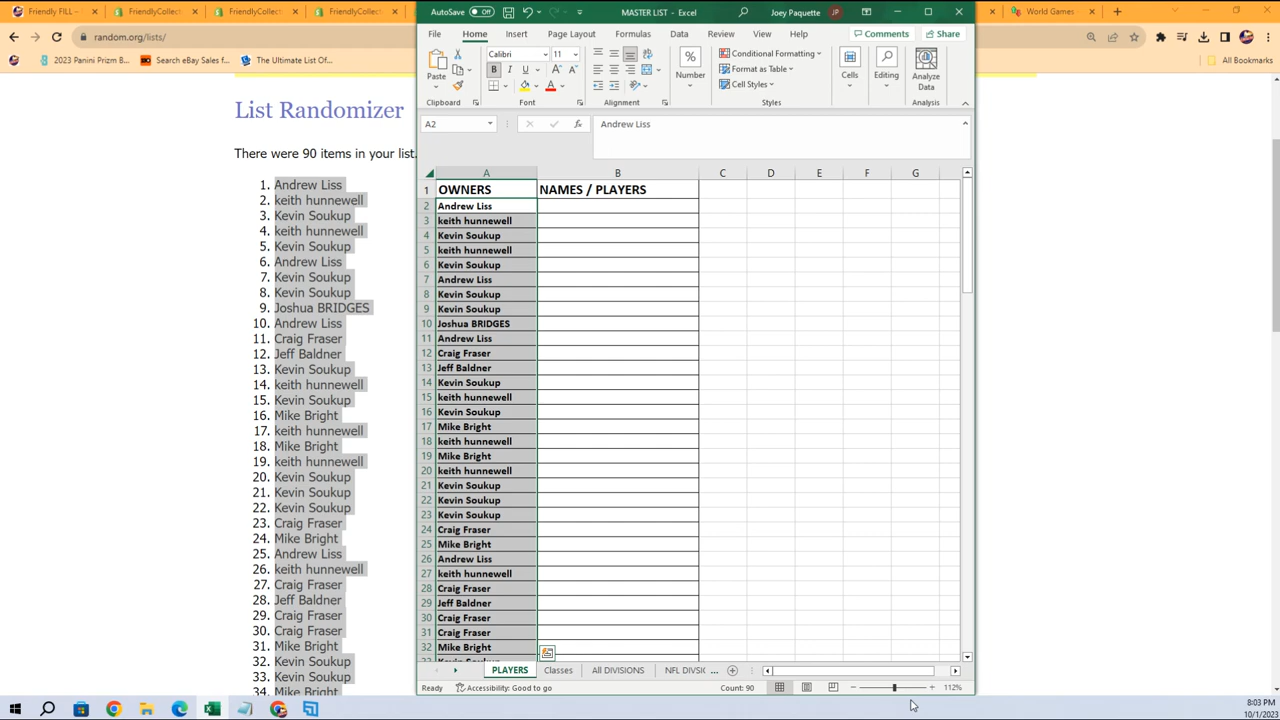 Friendly FILL -
FriendlyCollect
FriendlyCollect
FriendlyCollect
World Games
random.org/lists/
2023 Panini Prizm B...
Search eBay Sales f...
The Ultimate List Of...
All Bookmarks
List Randomizer
There were 90 items in your list.
1. Andrew Liss
2. keith hunnewell
3. Kevin Soukup
4. keith hunnewell
5. Kevin Soukup
6. Andrew Liss
7. Kevin Soukup
8. Kevin Soukup
9. Joshua BRIDGES
10. Andrew Liss
11. Craig Fraser
12. Jeff Baldner
13. Kevin Soukup
14. keith hunnewell
15. Kevin Soukup
16. Mike Bright
17. keith hunnewell
18. Mike Bright
19. keith hunnewell
20. Kevin Soukup
21. Kevin Soukup
22. Kevin Soukup
23. Craig Fraser
24. Mike Bright
25. Andrew Liss
26. keith hunnewell
27. Craig Fraser
28. Jeff Baldner
29. Craig Fraser
30. Craig Fraser
31. Mike Bright
32. Kevin Soukup
33. Kevin Soukup
34. Mike Bright
AutoSave Off
MASTER LIST - Excel
Joey Paquette
JP
File Home Insert Page Layout Formulas Data Review View Help Comments Share
Paste
Calibri 11
B I U
Number
Conditional Formatting
Format as Table
Cell Styles
Cells
Editing
Analyze
Data
Clipboard Font Alignment Styles Analysis
A2 fx Andrew Liss
A B C D E F G
1 OWNERS NAMES / PLAYERS
2 Andrew Liss
3 keith hunnewell
4 Kevin Soukup
5 keith hunnewell
6 Kevin Soukup
7 Andrew Liss
8 Kevin Soukup
9 Kevin Soukup
10 Joshua BRIDGES
11 Andrew Liss
12 Craig Fraser
13 Jeff Baldner
14 Kevin Soukup
15 keith hunnewell
16 Kevin Soukup
17 Mike Bright
18 keith hunnewell
19 Mike Bright
20 keith hunnewell
21 Kevin Soukup
22 Kevin Soukup
23 Kevin Soukup
24 Craig Fraser
25 Mike Bright
26 Andrew Liss
27 keith hunnewell
28 Craig Fraser
29 Jeff Baldner
30 Craig Fraser
31 Craig Fraser
32 Mike Bright
PLAYERS Classes All DIVISIONS NFL DIVSIC ...
Ready Accessibility: Good to go Count: 90 112%
8:03 PM
10/1/2023